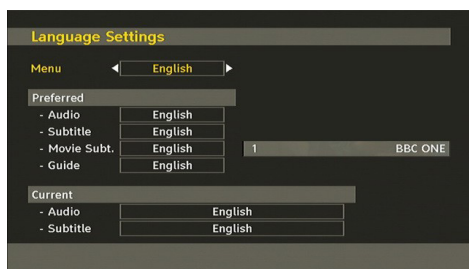 Language Settings
Menu English
Preferred
- Audio English
- Subtitle English
- Movie Subt. English 1 BBC ONE
- Guide English
Current
- Audio English
- Subtitle English